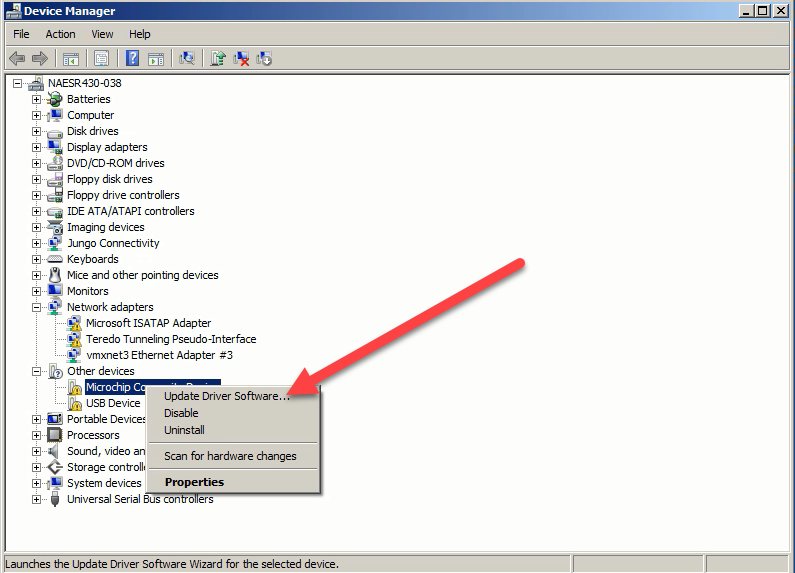 Device Manager
File Action View Help
NAESR430-038
Batteries
Computer
Disk drives
Display adapters
DVD/CD-ROM drives
Floppy disk drives
Floppy drive controllers
IDE ATA/ATAPI controllers
Imaging devices
Jungo Connectivity
Keyboards
Mice and other pointing devices
Monitors
Network adapters
Microsoft ISATAP Adapter
Teredo Tunneling Pseudo-Interface
vmxnet3 Ethernet Adapter #3
Other devices
Microchip
Update Driver Software...
USB Device
Disable
Portable Devices
Uninstall
Processors
Sound, video an
Scan for hardware changes
Storage controlle
System devices
Properties
Universal Serial Bus controllers
Launches the Update Driver Software Wizard for the selected device.